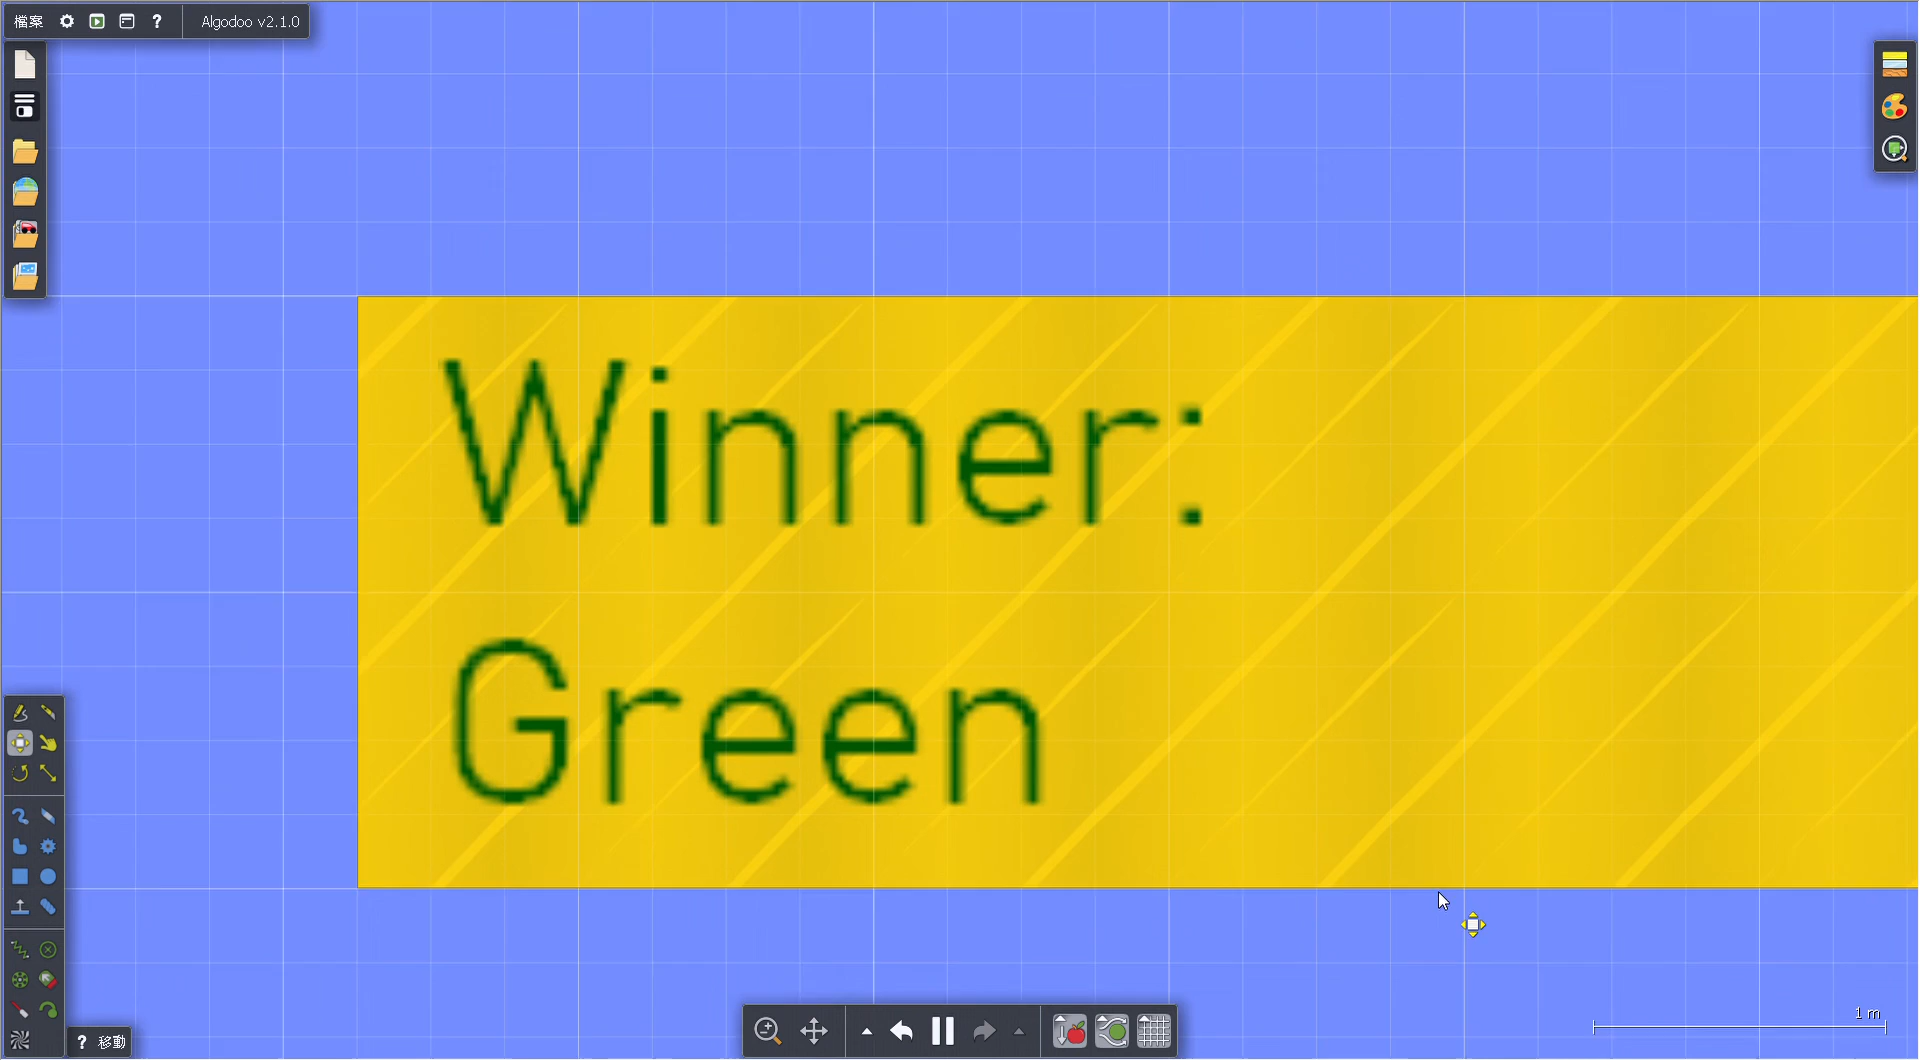 檔案 ? Algodoo v2.1.0
Winner:
Green
1 m
? 移動